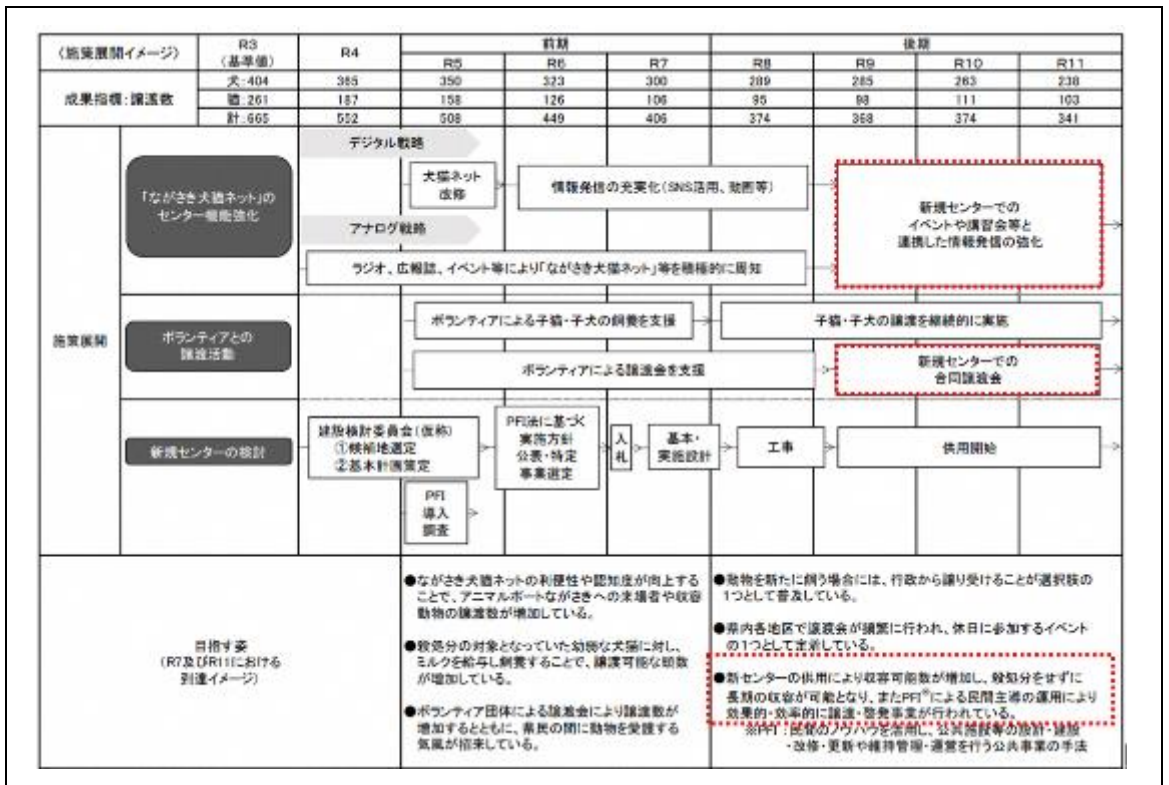 〈施策展開イメージ〉
R3
(基準値)
R4
前期
後期
R5
R6
R7
R8
R9
R10
R11
成果指標:譲渡数
犬:404
365
350
323
300
289
285
263
238
猫:261
187
158
126
106
95
98
111
103
計:665
552
508
449
406
374
368
374
341
施策展開
「ながさき犬猫ネット」の
センター機能強化
デジタル戦略
犬猫ネット
改修
情報発信の充実化(SNS活用、動画等)
アナログ戦略
ラジオ、広報誌、イベント等により「ながさき犬猫ネット」等を積極的に周知
新規センターでの
イベントや講習会等と
連携した情報発信の強化
ボランティアとの
譲渡活動
ボランティアによる子猫・子犬の飼養を支援
子猫・子犬の譲渡を継続的に実施
ボランティアによる譲渡会を支援
新規センターでの
合同譲渡会
新規センターの検討
建設検討委員会(仮称)
①候補地選定
②基本計画策定
PFI
導入
調査
PFI法に基づく
実施方針
公表・特定
事業選定
入
札
基本・
実施設計
工事
供用開始
目指す姿
(R7及びR11における
到達イメージ)
●ながさき犬猫ネットの利便性や認知度が向上する
ことで、アニマルポートながさきへの来場者や収容
動物の譲渡数が増加している。
●殺処分の対象となっていた幼弱な犬猫に対し、
ミルクを給与し飼養することで、譲渡可能な頭数
が増加している。
●ボランティア団体による譲渡会により譲渡数が
増加するとともに、県民の間に動物を愛護する
気風が招来している。
●動物を新たに飼う場合には、行政から譲り受けることが選択肢の
1つとして普及している。
●県内各地区で譲渡会が頻繁に行われ、休日に参加するイベント
の1つとして定着している。
●新センターの供用により収容可能数が増加し、殺処分をせずに
長期の収容が可能となり、またPFI※による民間主導の運用により
効果的・効率的に譲渡・啓発事業が行われている。
※PFI:民間のノウハウを活用し、公共施設等の設計・建設
・改修・更新や維持管理・運営を行う公共事業の手法